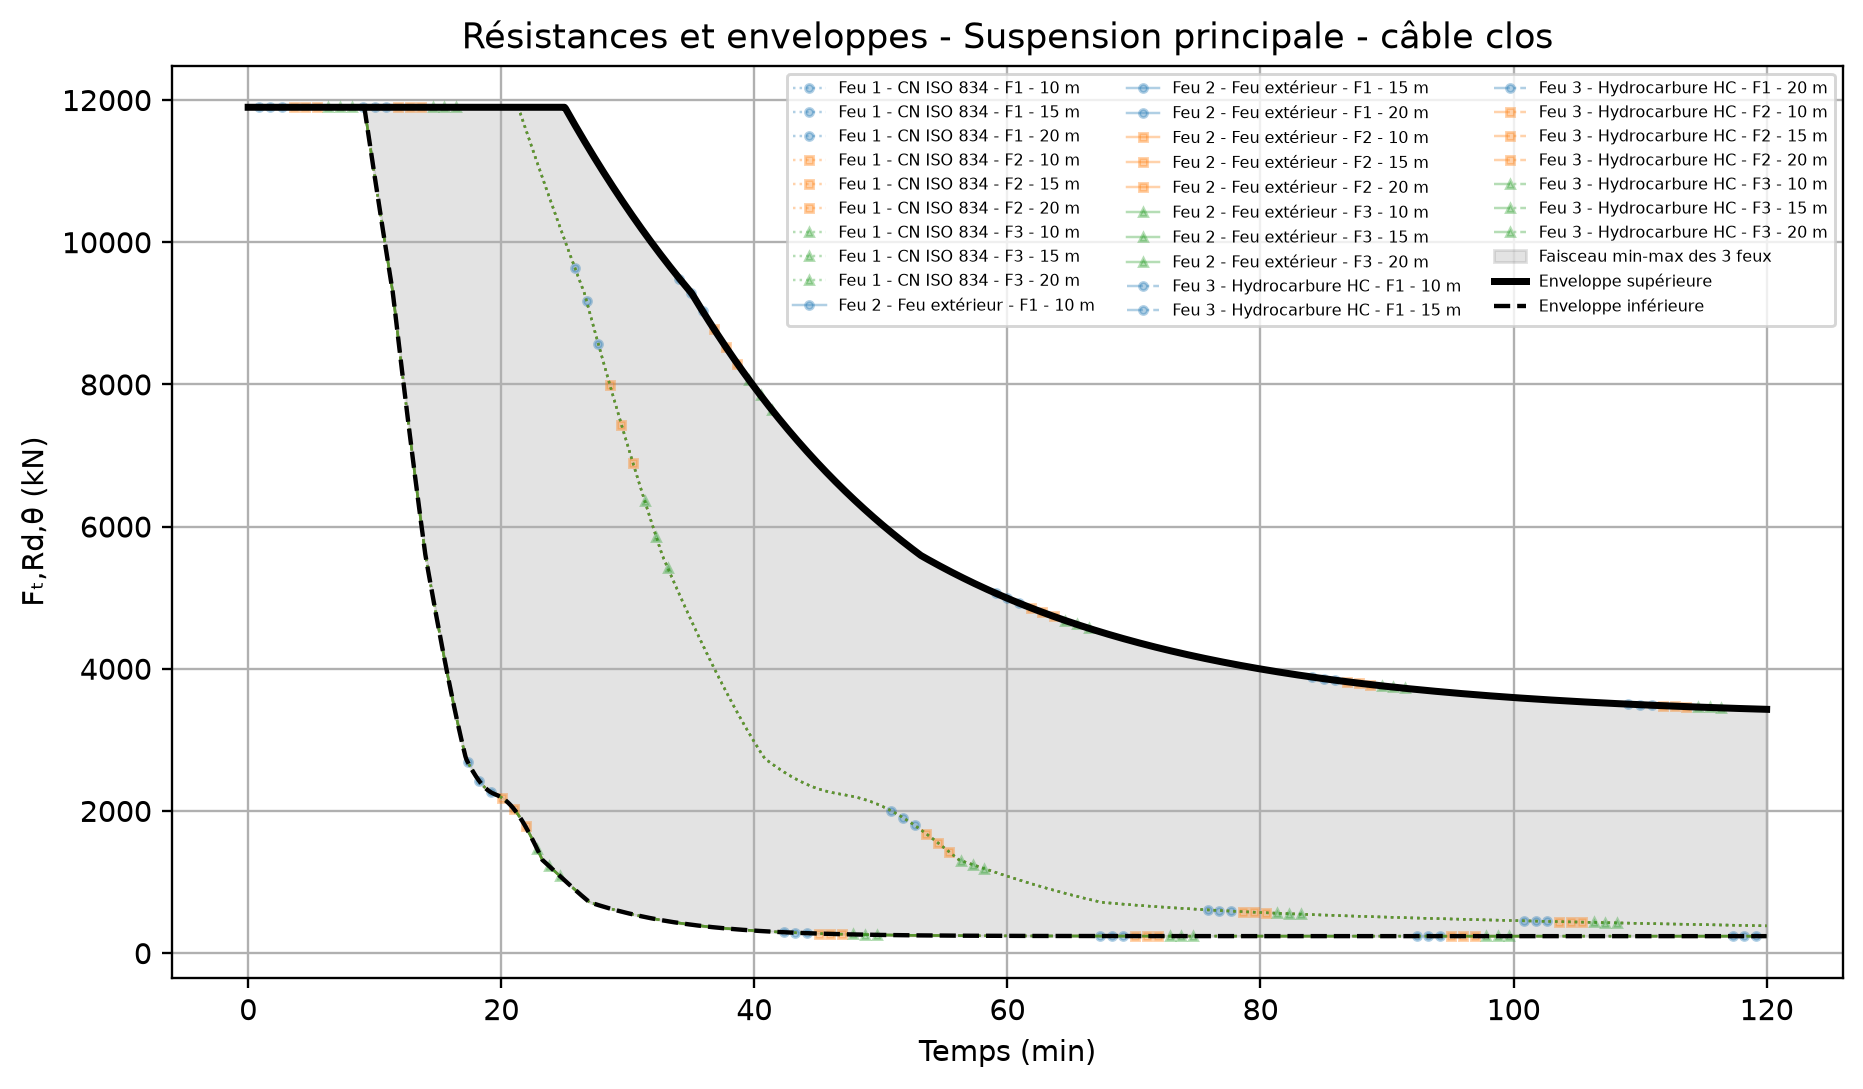 Résistances et enveloppes - Suspension principale - câble clos
Fₜ,Rd,θ (kN)
12000
10000
8000
6000
4000
2000
0
0 20 40 60 80 100 120
Temps (min)
Feu 1 - CN ISO 834 - F1 - 10 m
Feu 1 - CN ISO 834 - F1 - 15 m
Feu 1 - CN ISO 834 - F1 - 20 m
Feu 1 - CN ISO 834 - F2 - 10 m
Feu 1 - CN ISO 834 - F2 - 15 m
Feu 1 - CN ISO 834 - F2 - 20 m
Feu 1 - CN ISO 834 - F3 - 10 m
Feu 1 - CN ISO 834 - F3 - 15 m
Feu 1 - CN ISO 834 - F3 - 20 m
Feu 2 - Feu extérieur - F1 - 10 m
Feu 2 - Feu extérieur - F1 - 15 m
Feu 2 - Feu extérieur - F1 - 20 m
Feu 2 - Feu extérieur - F2 - 10 m
Feu 2 - Feu extérieur - F2 - 15 m
Feu 2 - Feu extérieur - F2 - 20 m
Feu 2 - Feu extérieur - F3 - 10 m
Feu 2 - Feu extérieur - F3 - 15 m
Feu 2 - Feu extérieur - F3 - 20 m
Feu 3 - Hydrocarbure HC - F1 - 10 m
Feu 3 - Hydrocarbure HC - F1 - 15 m
Feu 3 - Hydrocarbure HC - F1 - 20 m
Feu 3 - Hydrocarbure HC - F2 - 10 m
Feu 3 - Hydrocarbure HC - F2 - 15 m
Feu 3 - Hydrocarbure HC - F2 - 20 m
Feu 3 - Hydrocarbure HC - F3 - 10 m
Feu 3 - Hydrocarbure HC - F3 - 15 m
Feu 3 - Hydrocarbure HC - F3 - 20 m
Faisceau min-max des 3 feux
Enveloppe supérieure
Enveloppe inférieure